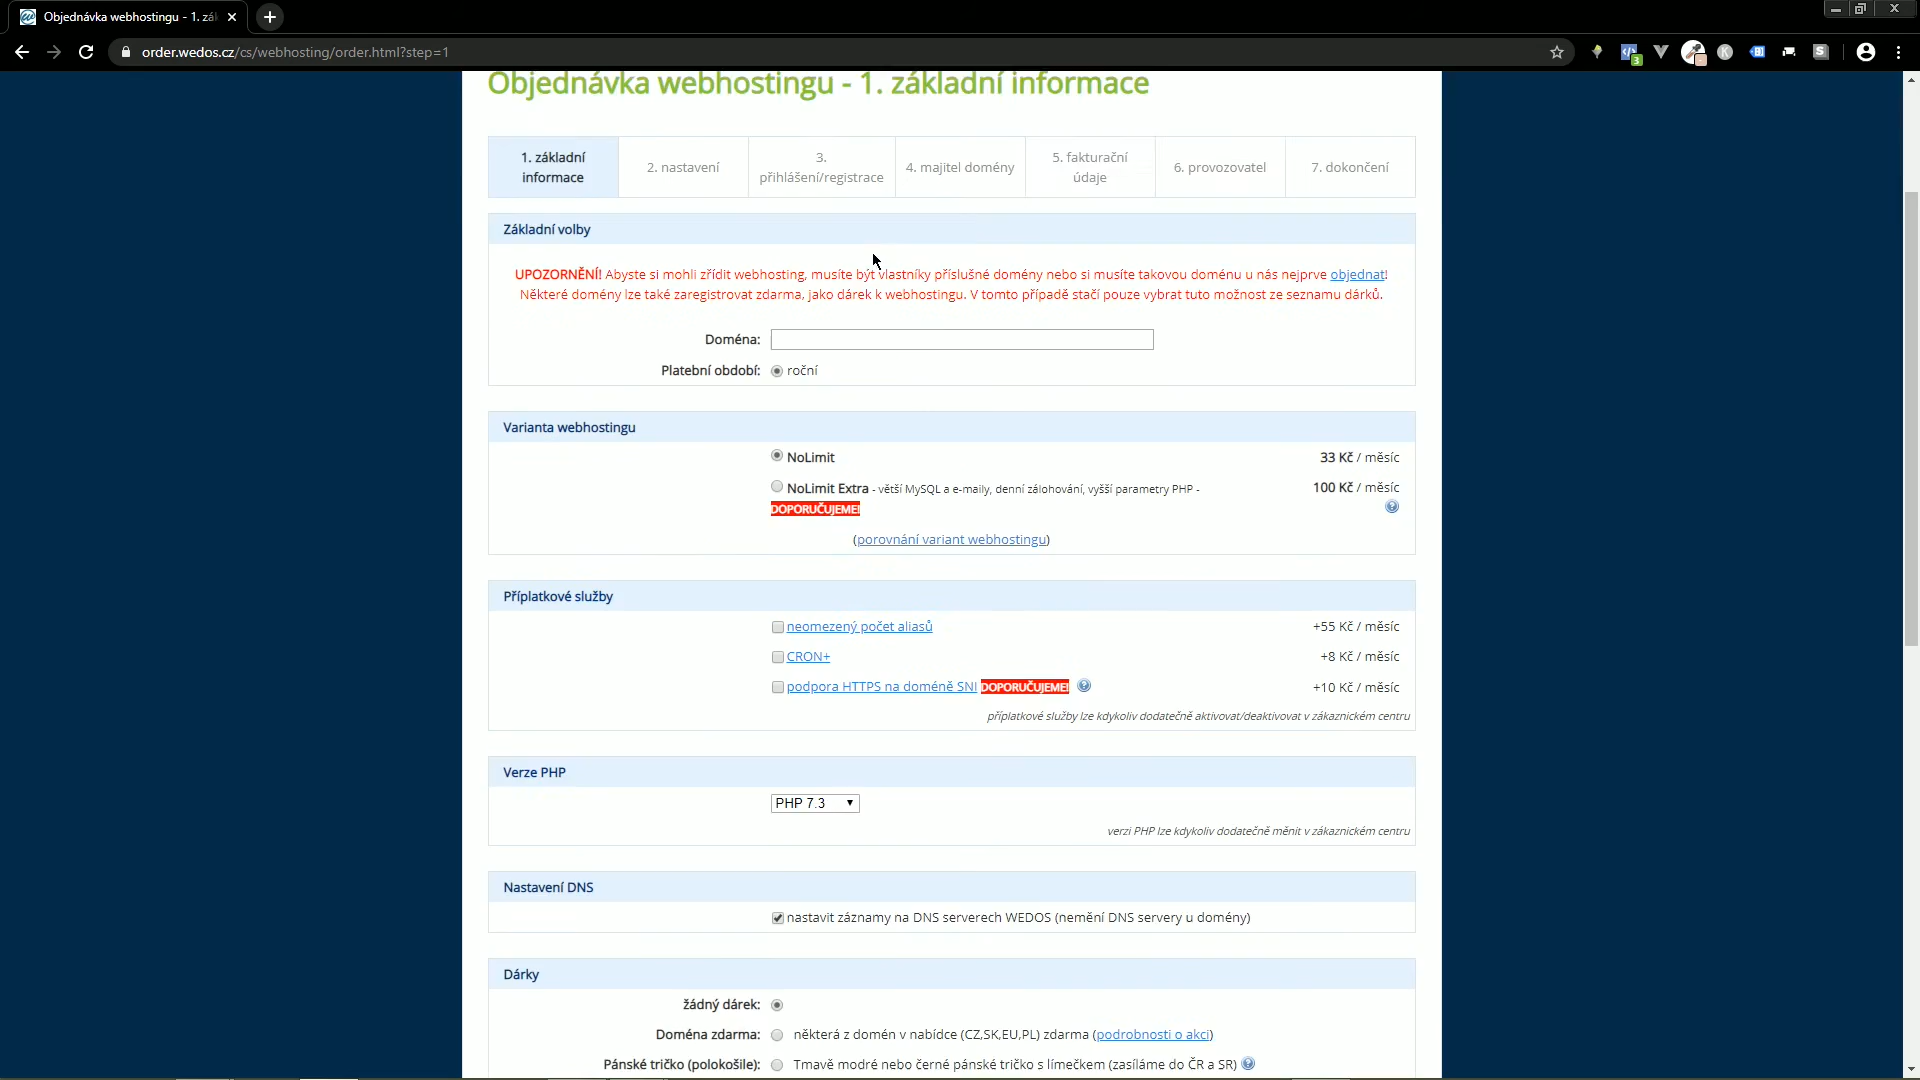 Objednávka webhostingu - 1. zá
order.wedos.cz/cs/webhosting/order.html?step=1
3
K
S
Objednávka webhostingu - 1. základní informace
1. základní
informace
2. nastavení
3.
přihlášení/registrace
4. majitel domény
5. fakturační
údaje
6. provozovatel
7. dokončení
Základní volby
UPOZORNĚNÍ! Abyste si mohli zřídit webhosting, musíte být vlastníky příslušné domény nebo si musíte takovou doménu u nás nejprve objednat!
Některé domény lze také zaregistrovat zdarma, jako dárek k webhostingu. V tomto případě stačí pouze vybrat tuto možnost ze seznamu dárků.
Doména:
Platební období: roční
Varianta webhostingu
NoLimit 33 Kč / měsíc
NoLimit Extra - větší MySQL a e-maily, denní zálohování, vyšší parametry PHP - 100 Kč / měsíc
DOPORUČUJEME!
(porovnání variant webhostingu)
Příplatkové služby
neomezený počet aliasů +55 Kč / měsíc
CRON+ +8 Kč / měsíc
podpora HTTPS na doméně SNI DOPORUČUJEME! +10 Kč / měsíc
příplatkové služby lze kdykoliv dodatečně aktivovat/deaktivovat v zákaznickém centru
Verze PHP
PHP 7.3
verzi PHP lze kdykoliv dodatečně měnit v zákaznickém centru
Nastavení DNS
nastavit záznamy na DNS serverech WEDOS (nemění DNS servery u domény)
Dárky
žádný dárek:
Doména zdarma: některá z domén v nabídce (CZ,SK,EU,PL) zdarma (podrobnosti o akci)
Pánské tričko (polokošile): Tmavě modré nebo černé pánské tričko s límečkem (zasíláme do ČR a SR)